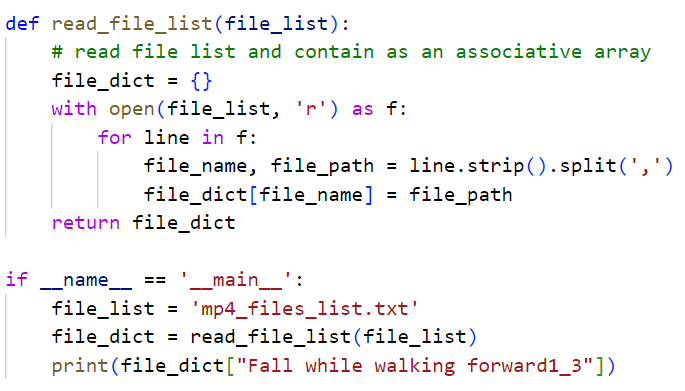 def read_file_list(file_list):
    # read file list and contain as an associative array
    file_dict = {}
    with open(file_list, 'r') as f:
        for line in f:
            file_name, file_path = line.strip().split(',')
            file_dict[file_name] = file_path
    return file_dict

if __name__ == '__main__':
    file_list = 'mp4_files_list.txt'
    file_dict = read_file_list(file_list)
    print(file_dict["Fall while walking forward1_3"])